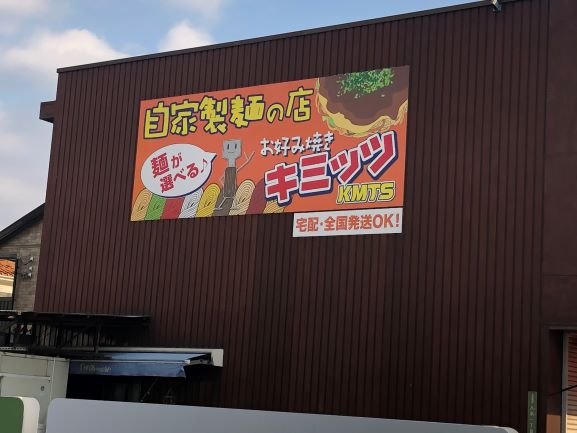 自家製麺の店
麺が
選べる♪
お好み焼き
キミッツ
KMTS
宅配・全国発送OK!